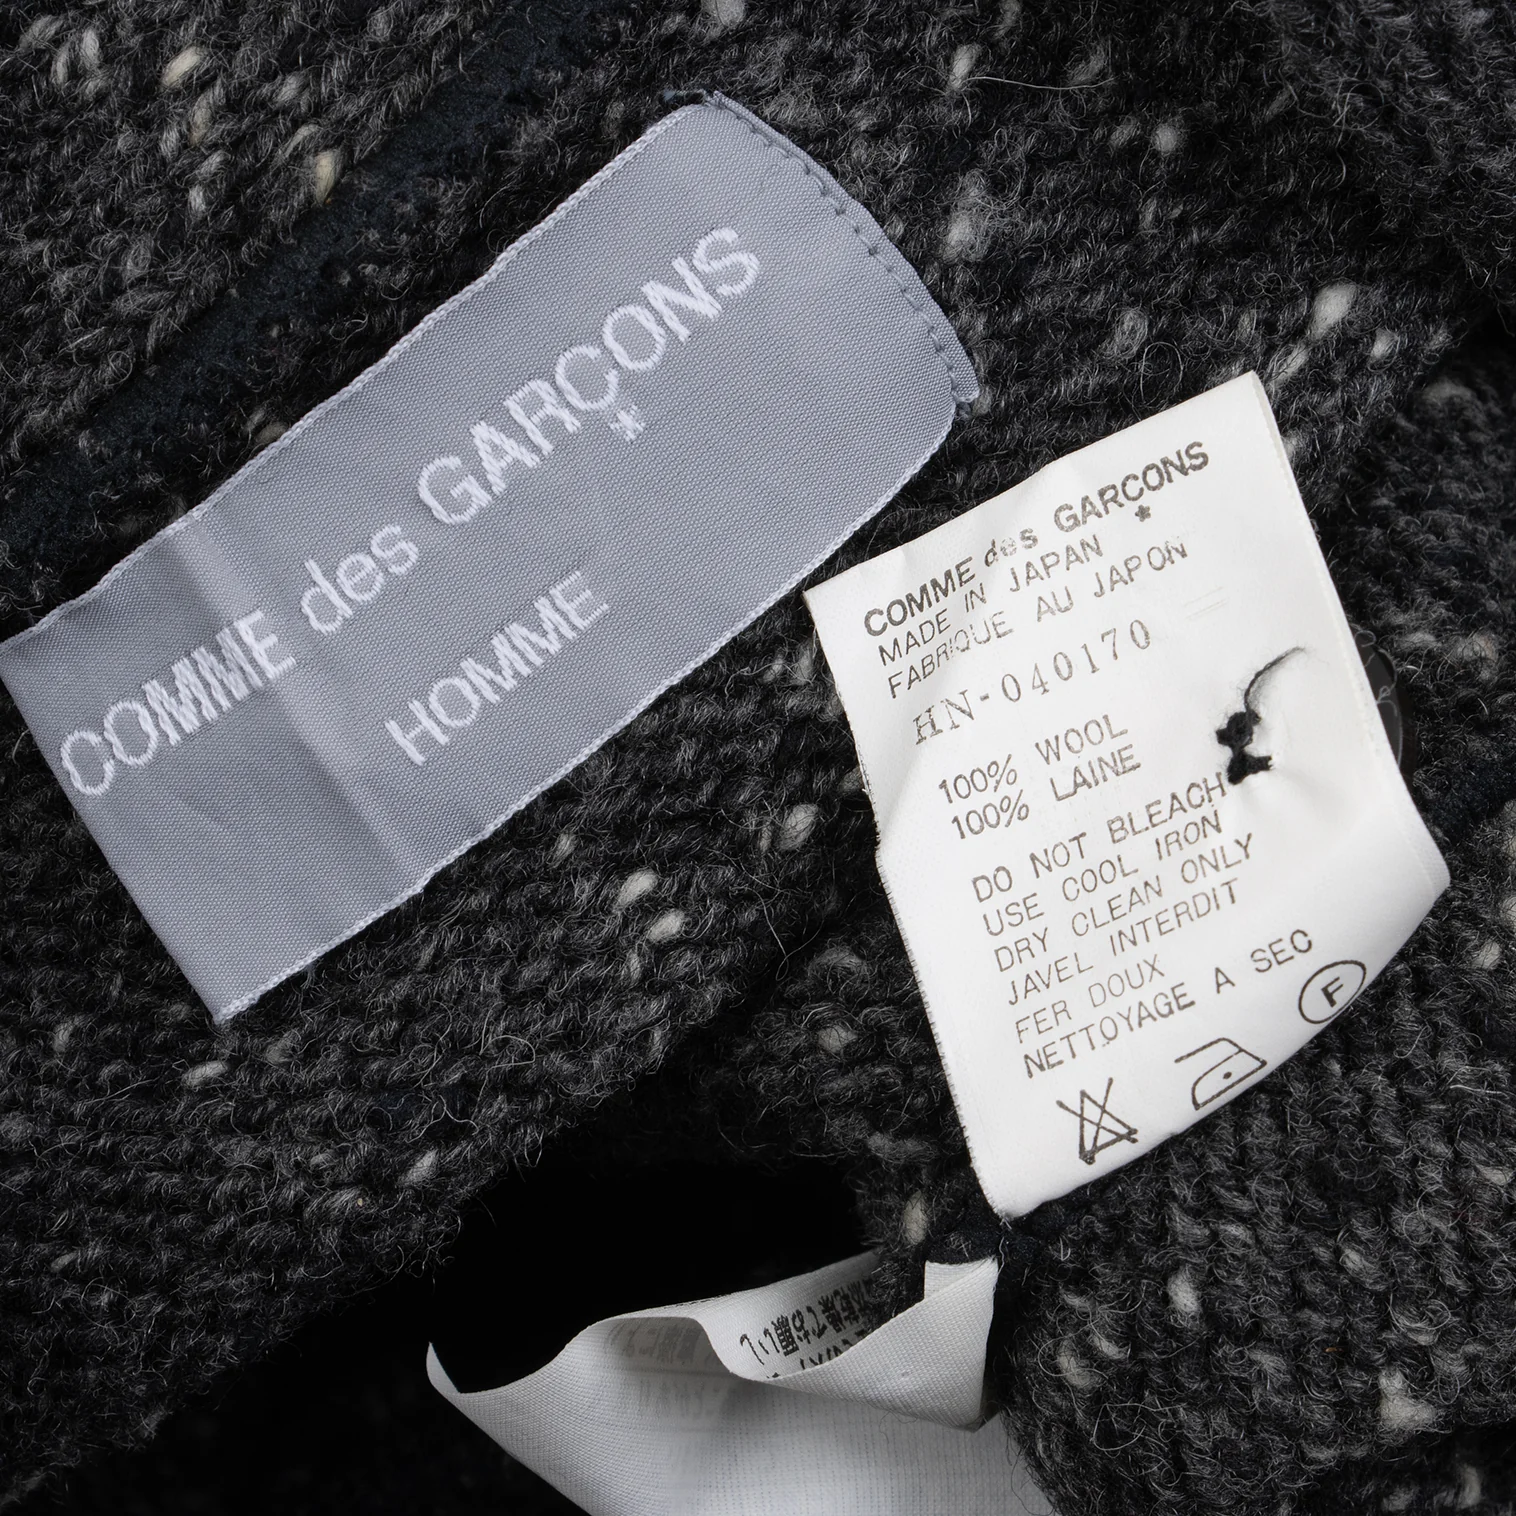 COMME des GARÇONS
HOMME
COMME des GARÇONS
MADE IN JAPAN
FABRIQUE AU JAPON
HN-040170
100% WOOL
100% LAINE
DO NOT BLEACH
USE COOL IRON
DRY CLEAN ONLY
JAVEL INTERDIT
FER DOUX
NETTOYAGE A SEC
F